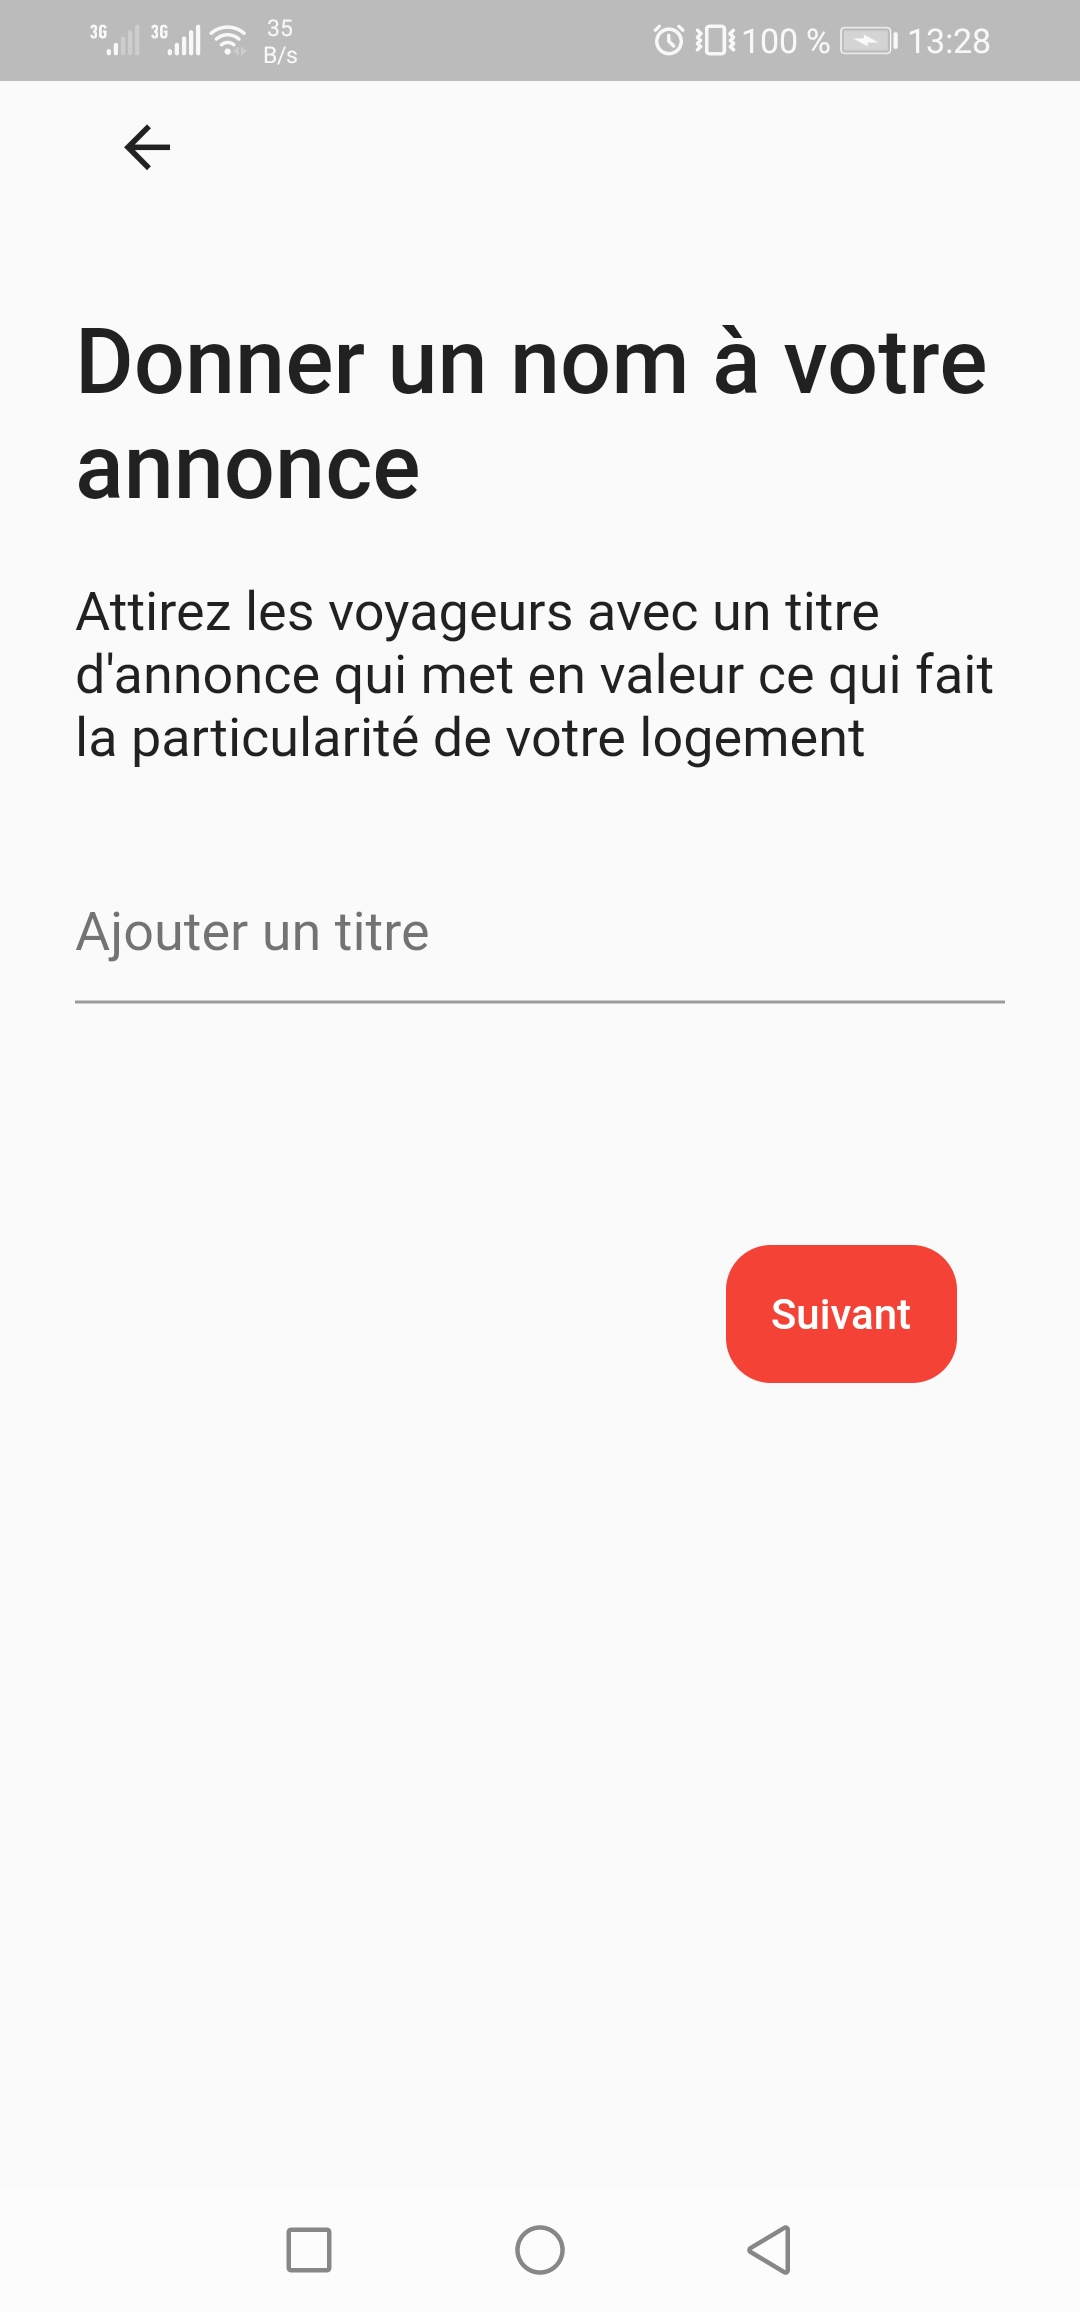 3G 3G 35 B/s 100 % 13:28
Donner un nom à votre
annonce
Attirez les voyageurs avec un titre
d'annonce qui met en valeur ce qui fait
la particularité de votre logement
Ajouter un titre
Suivant